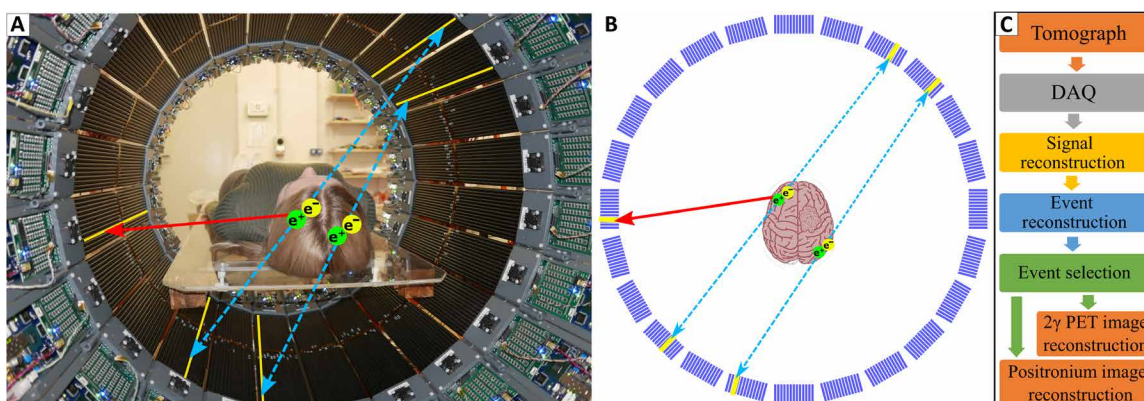 A
e⁺ e⁻
e⁺ e⁻
B
e⁺ e⁻
e⁺ e⁻
C
Tomograph
DAQ
Signal
reconstruction
Event
reconstruction
Event selection
2γ PET image
reconstruction
Positronium image
reconstruction